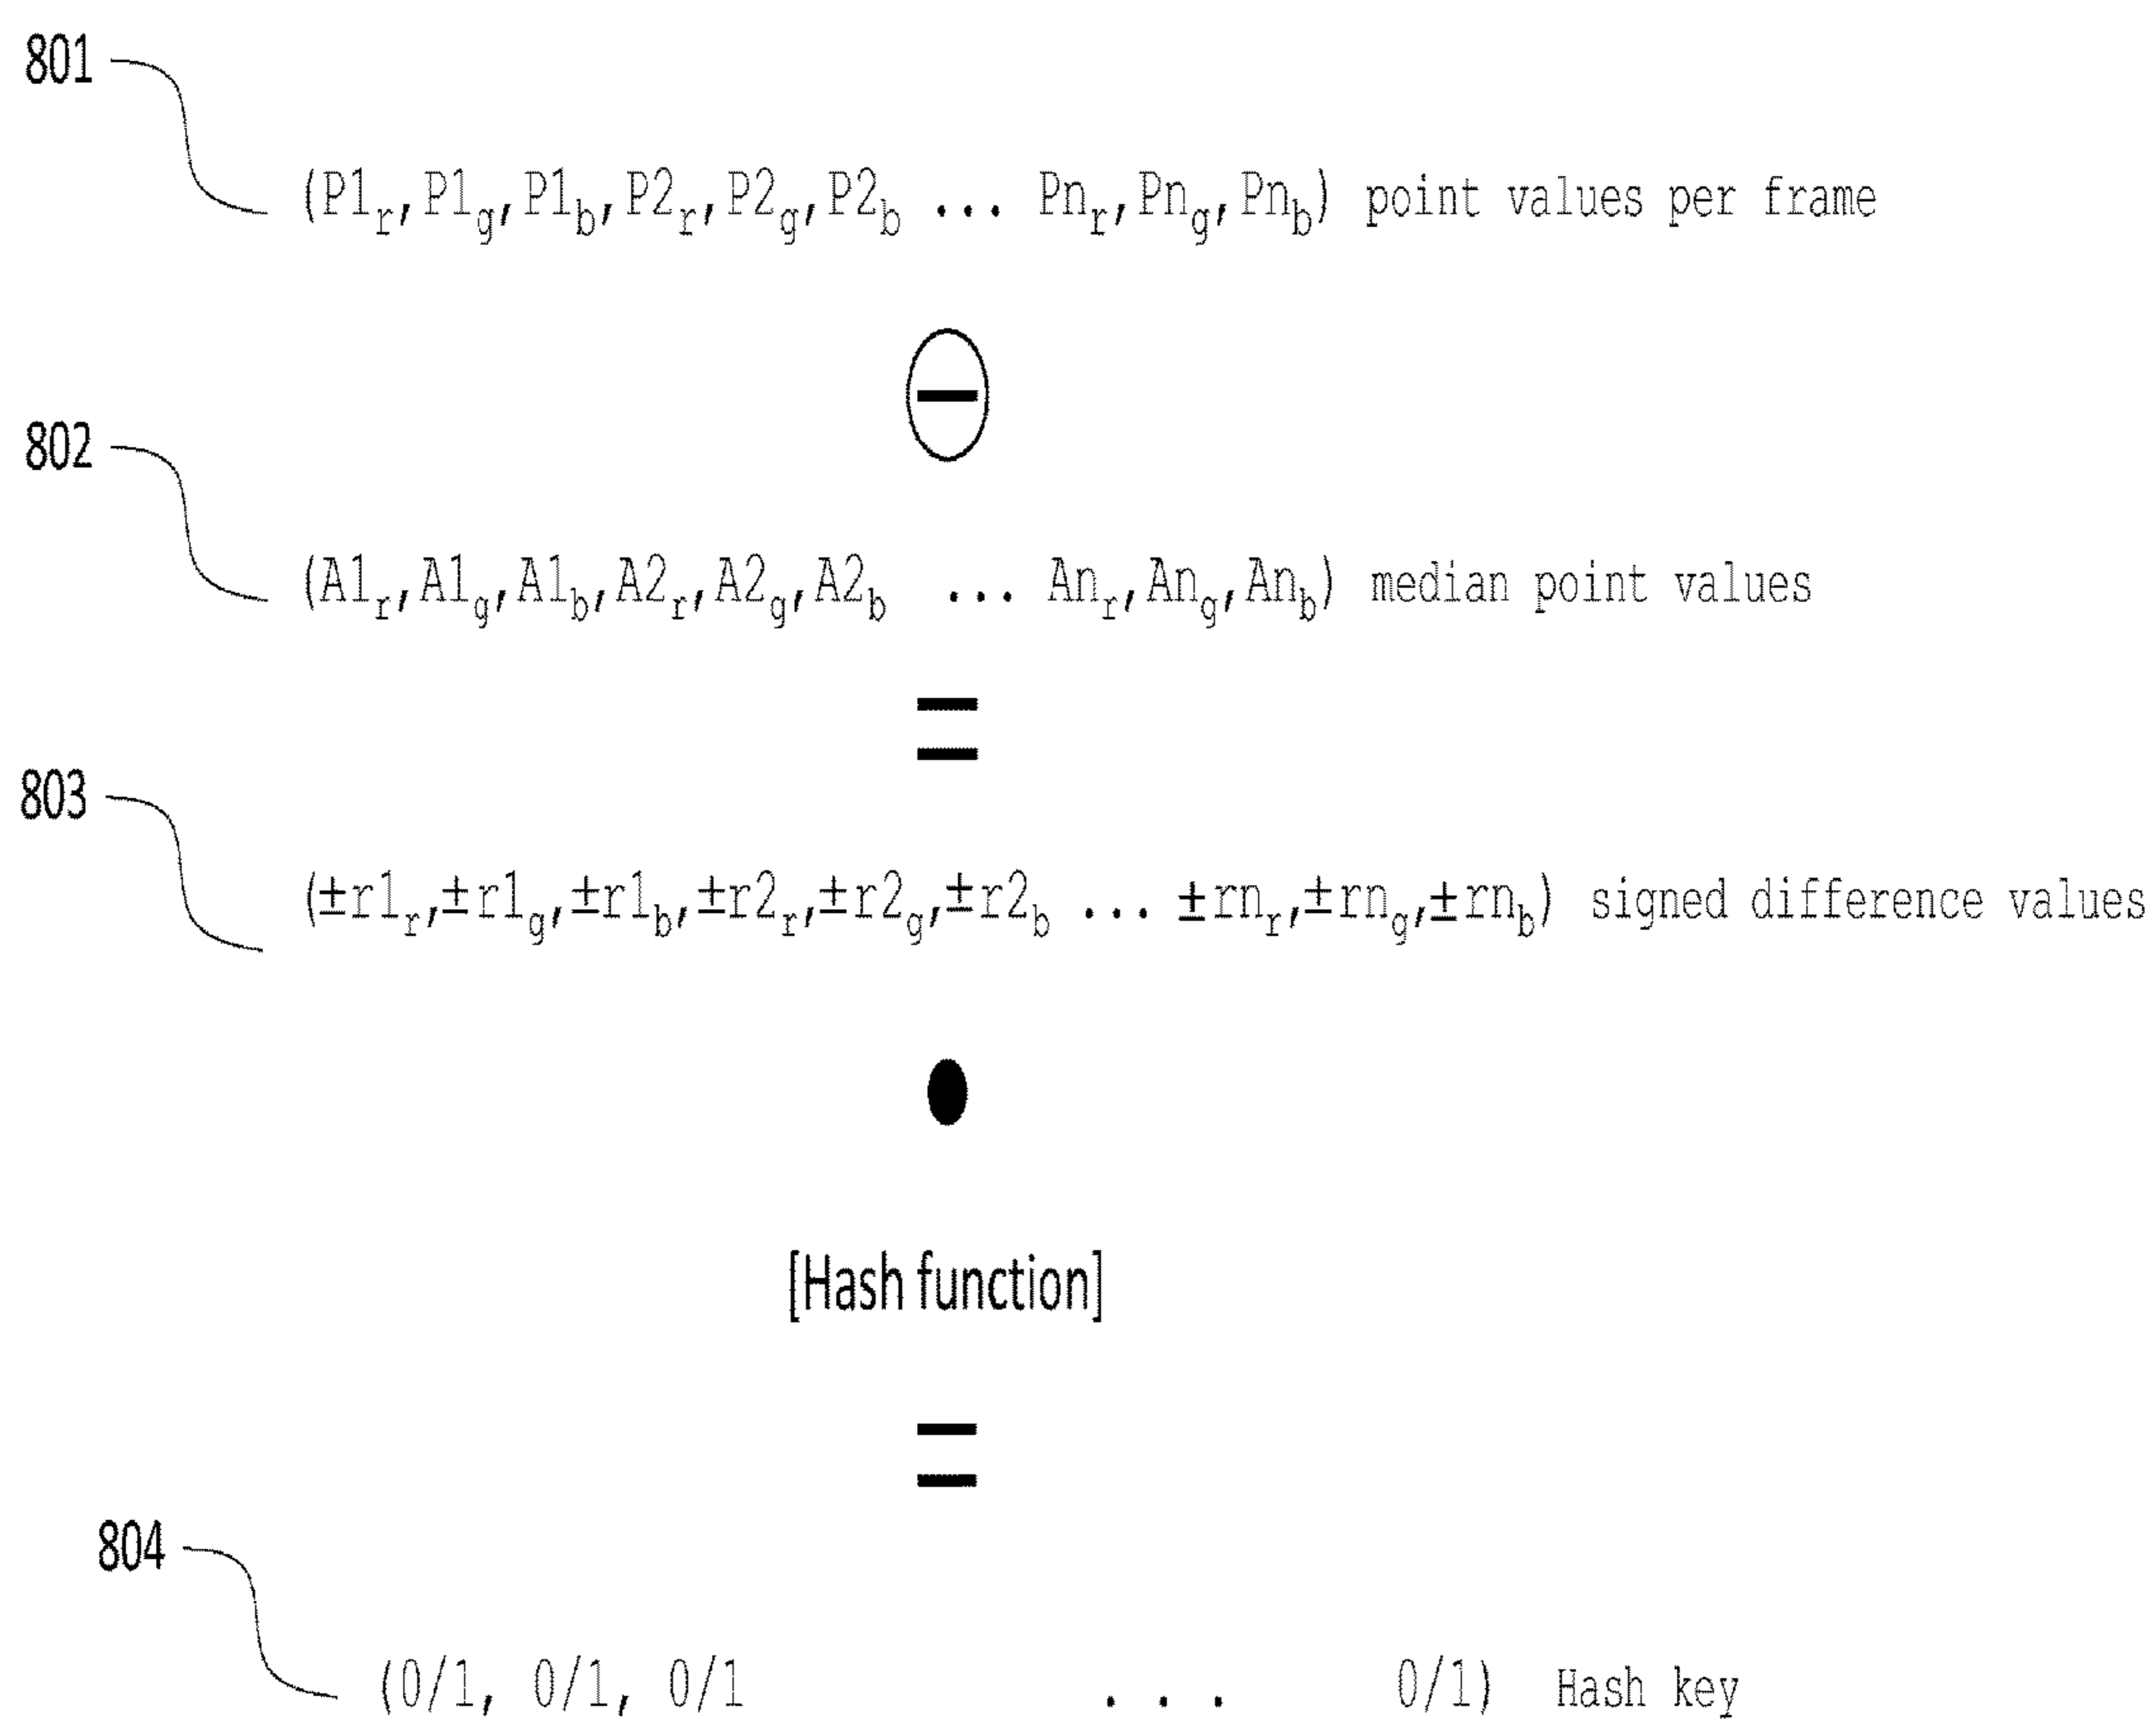 801
(P1r,P1g,P1b,P2r,P2g,P2b ... Pnr,Png,Pnb) point values per frame
−
802
(A1r,A1g,A1b,A2r,A2g,A2b ... Anr,Ang,Anb) median point values
=
803
(±r1r,±r1g,±r1b,±r2r,±r2g,±r2b ... ±rnr,±rng,±rnb) signed difference values
•
[Hash function]
=
804
(0/1, 0/1, 0/1 ... 0/1) Hash key